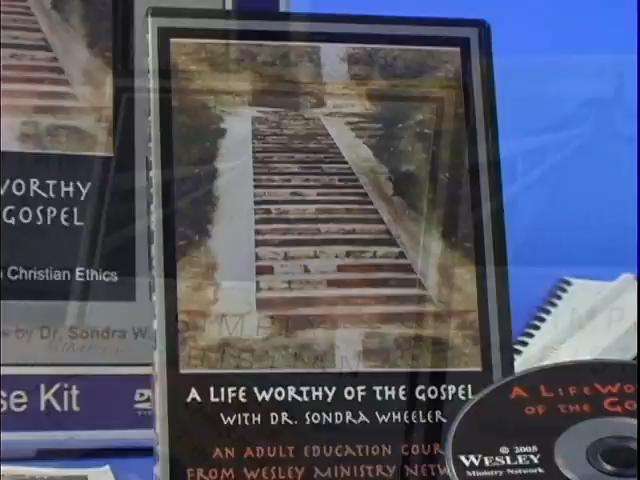 WORTHY
GOSPEL
Christian Ethics
by Dr. Sondra W
se Kit
A LIFE WORTHY OF THE GOSPEL
WITH DR. SONDRA WHEELER
AN ADULT EDUCATION COUR
FROM WESLEY MINISTRY NETW
A LIFE WO
OF THE GO
© 2005
WESLEY
Ministry Network